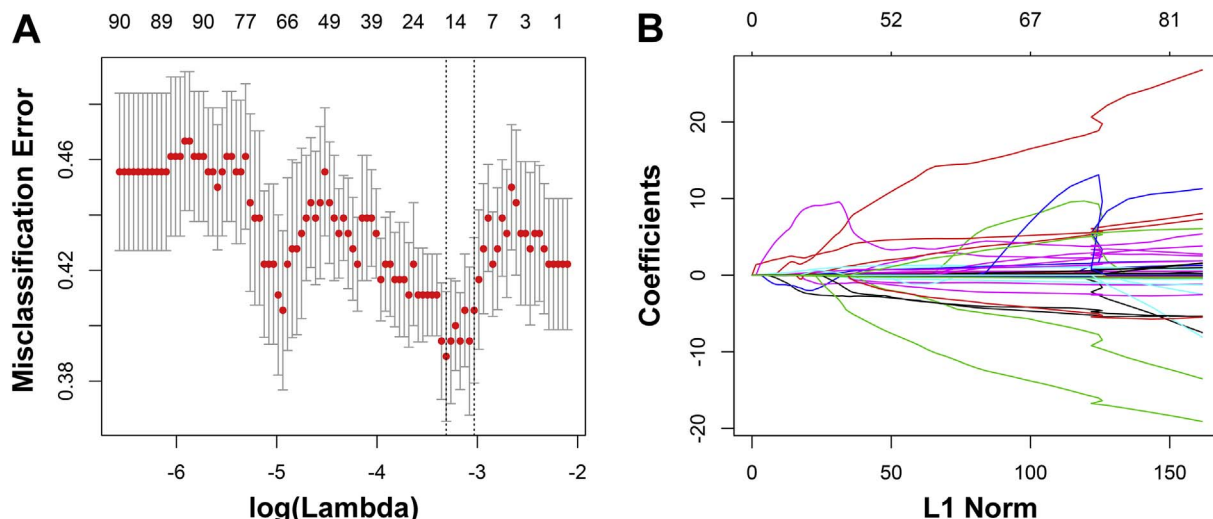 A
90 89 90 77 66 49 39 24 14 7 3 1
Misclassification Error
0.46
0.42
0.38
-6 -5 -4 -3 -2
log(Lambda)
B
0 52 67 81
Coefficients
20
10
0
-10
-20
0 50 100 150
L1 Norm